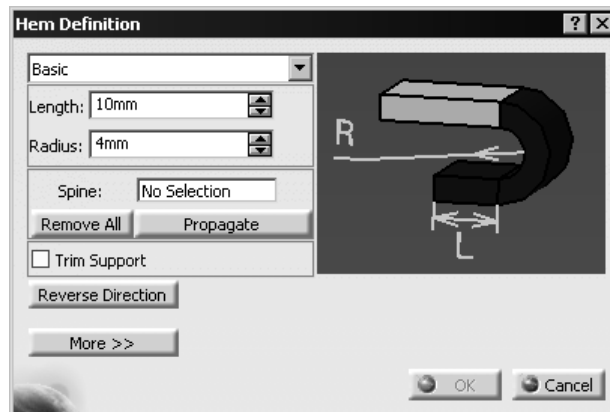 Hem Definition
Basic
Length: 10mm
Radius: 4mm
Spine: No Selection
Remove All Propagate
Trim Support
Reverse Direction
More >>
R
L
OK Cancel